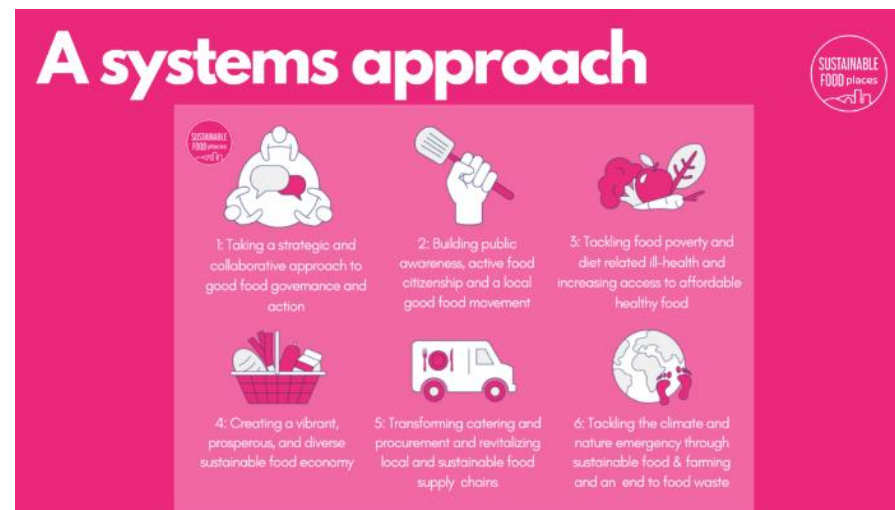 A systems approach
SUSTAINABLE
FOOD places
SUSTAINABLE
FOOD places
1: Taking a strategic and
collaborative approach to
good food governance and
action
2: Building public
awareness, active food
citizenship and a local
good food movement
3: Tackling food poverty and
diet related ill-health and
increasing access to affordable
healthy food
4: Creating a vibrant,
prosperous, and diverse
sustainable food economy
5: Transforming catering and
procurement and revitalizing
local and sustainable food
supply chains
6: Tackling the climate and
nature emergency through
sustainable food & farming
and an end to food waste